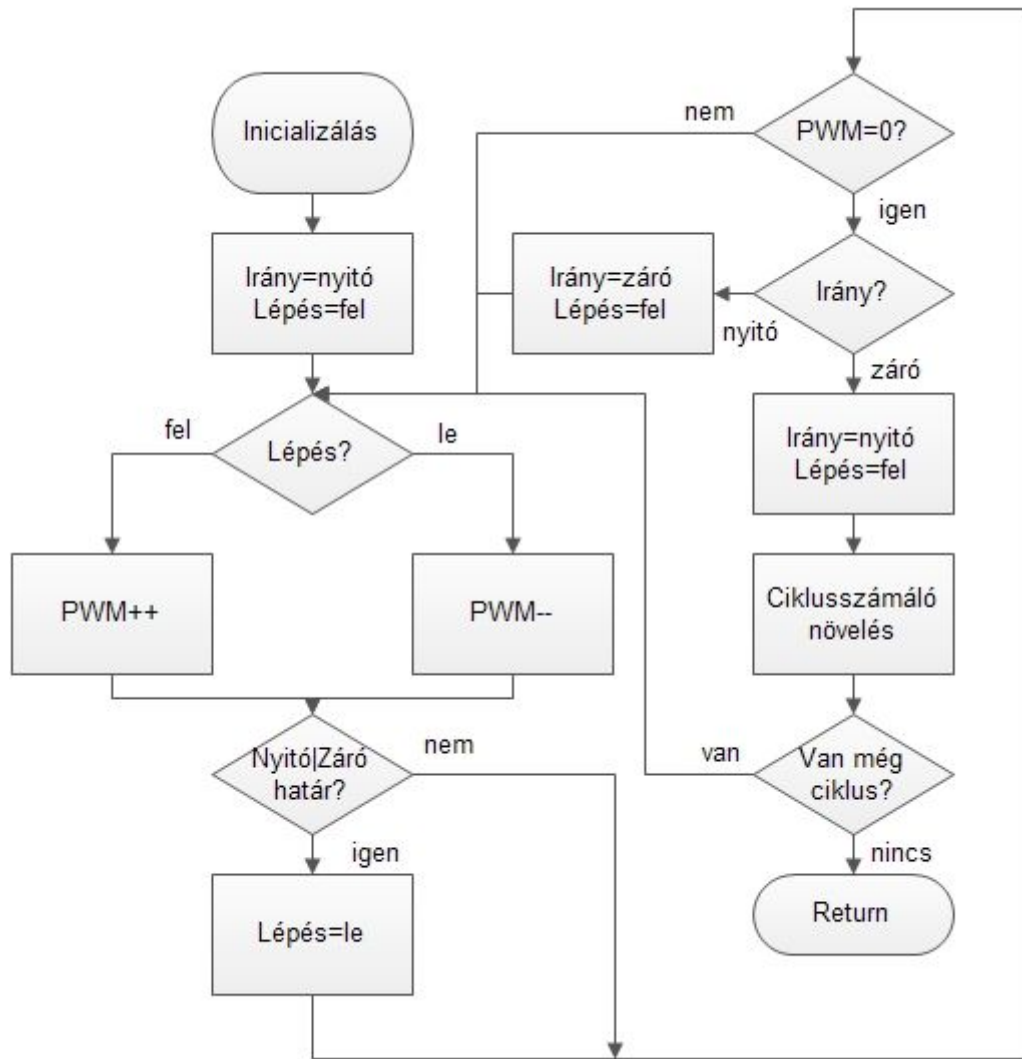 Inicializálás
Irány=nyitó
Lépés=fel
Lépés?
fel
le
PWM++
PWM--
Nyitó|Záró
határ?
nem
igen
Lépés=le
PWM=0?
nem
igen
Irány?
nyitó
záró
Irány=záró
Lépés=fel
Irány=nyitó
Lépés=fel
Ciklusszámáló
növelés
Van még
ciklus?
van
nincs
Return